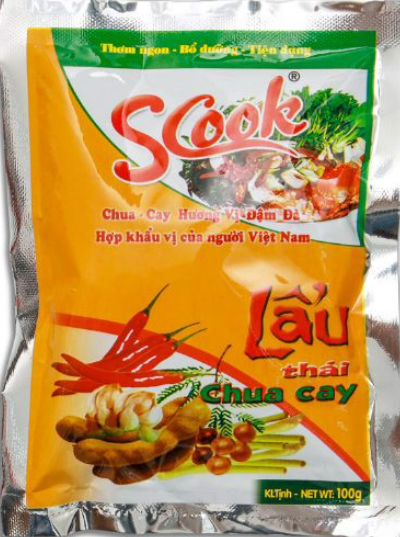 Thơm ngon - Bổ dưỡng - Tiện dụng
SCook®
Chua - Cay Hương Vị Đậm Đà
Hợp khẩu vị của người Việt Nam
Lẩu
thái
Chua cay
KLTịnh - NET WT: 100g